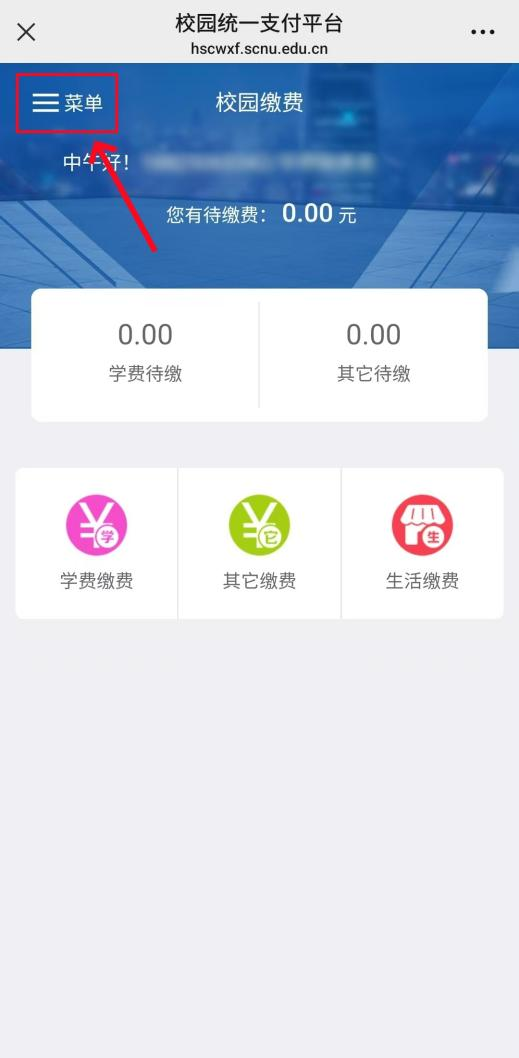 校园统一支付平台
hscwxf.scnu.edu.cn
菜单
校园缴费
中午好！
您有待缴费： 0.00 元
0.00
0.00
学费待缴
其它待缴
学
它
生
学费缴费
其它缴费
生活缴费